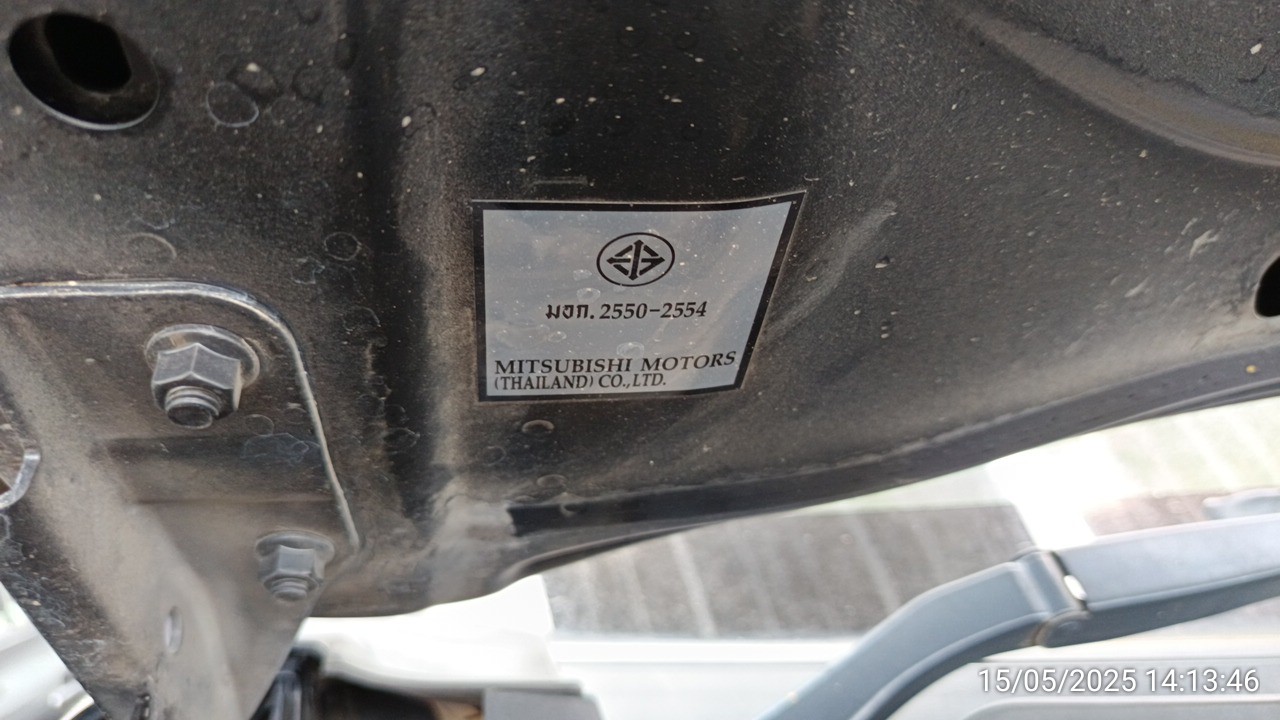 มอก. 2550-2554
MITSUBISHI MOTORS
(THAILAND) CO.,LTD.
15/05/2025 14:13:46